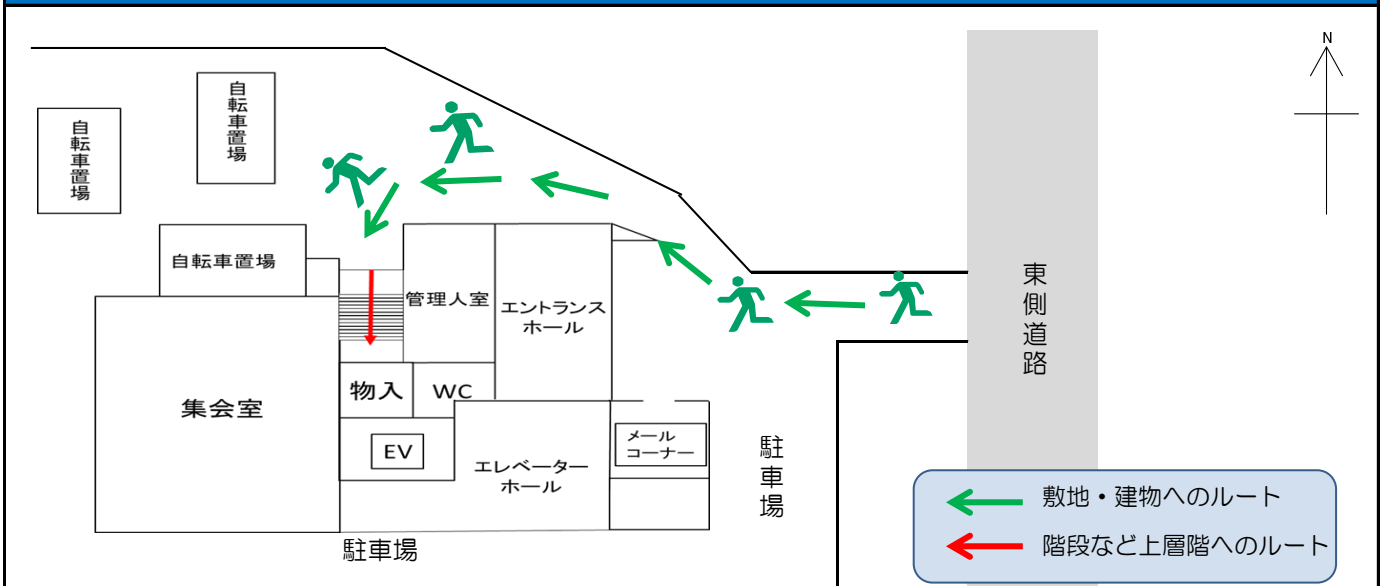 N
自転車置場
自転車置場
自転車置場
管理人室
エントランス
ホール
東側道路
物入
WC
集会室
EV
エレベーター
ホール
メール
コーナー
駐車場
駐車場
敷地・建物へのルート
階段など上層階へのルート